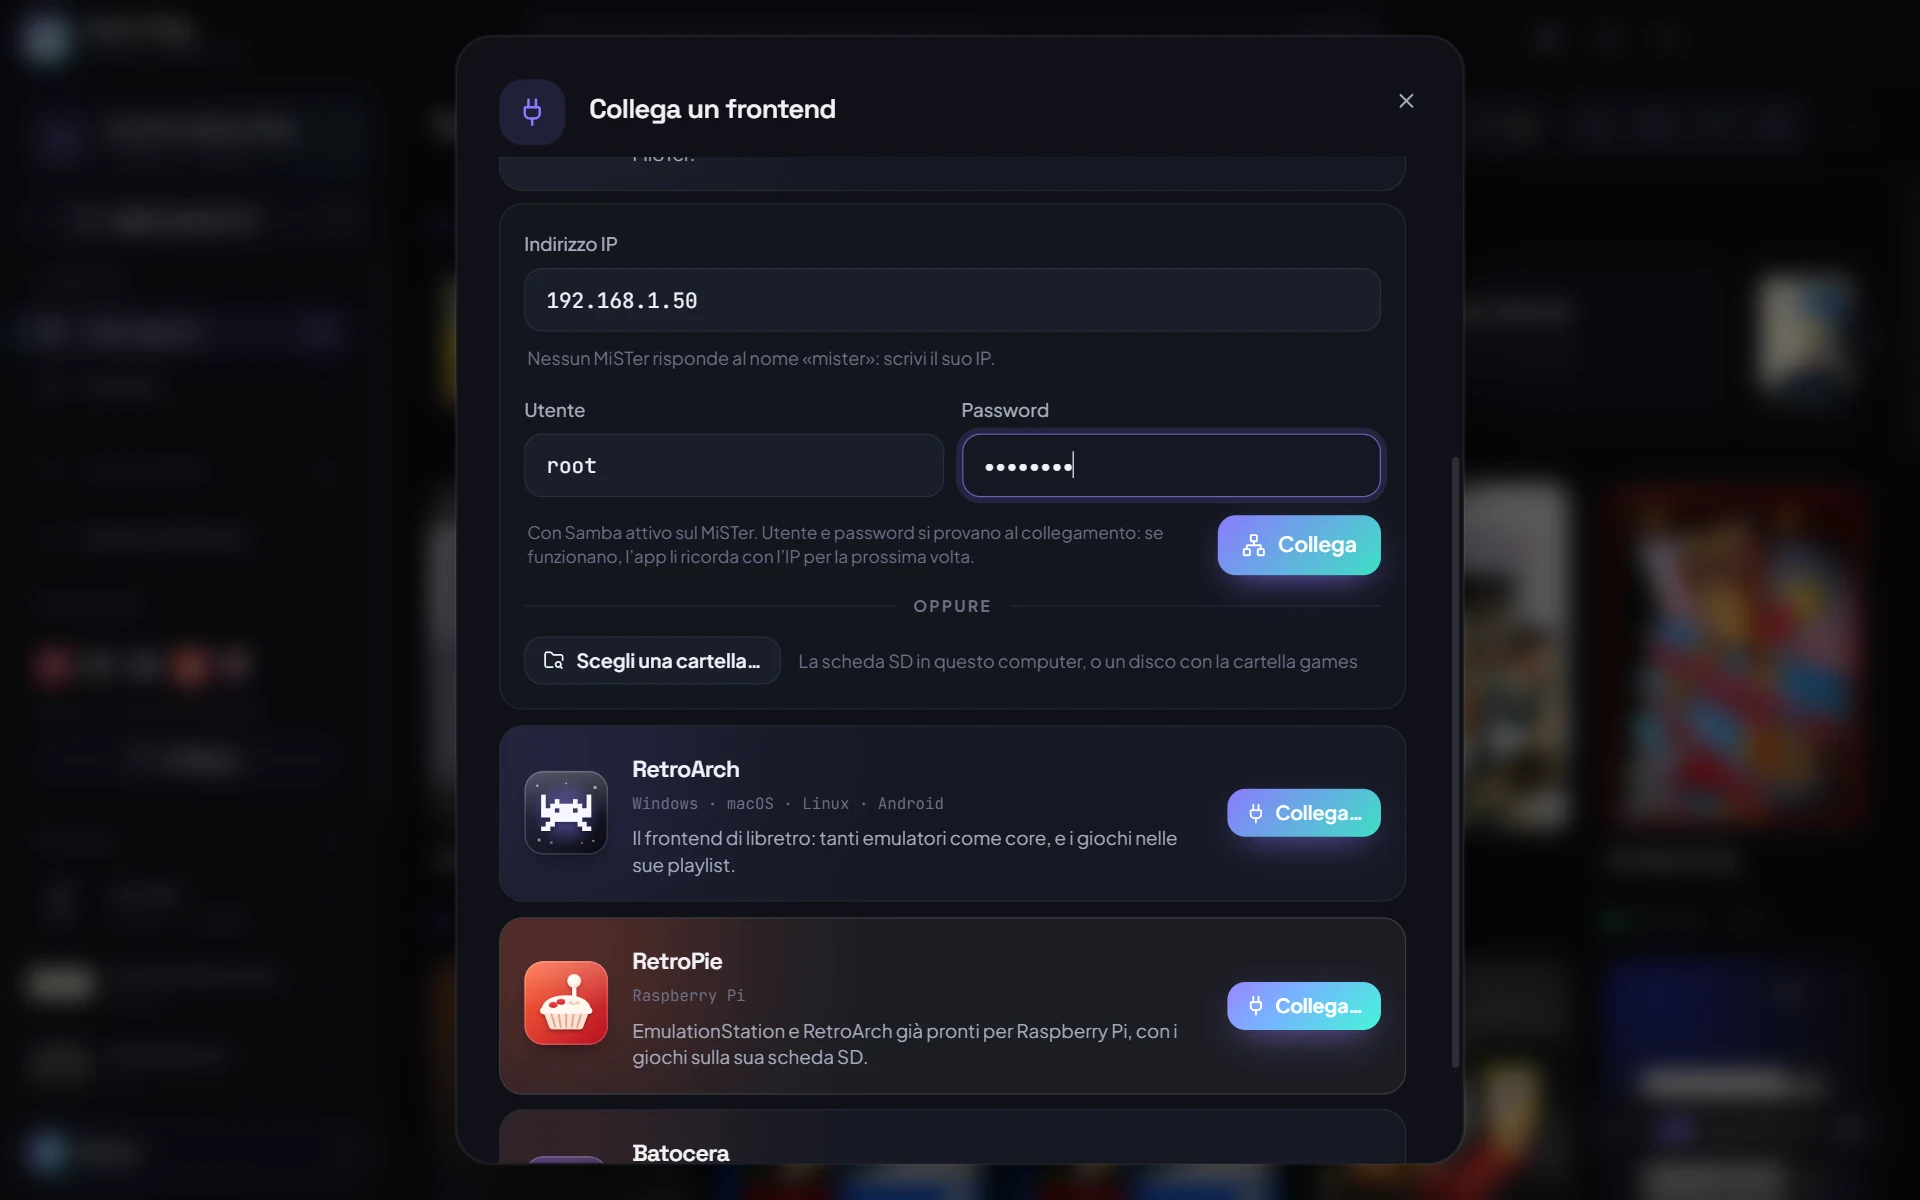 Collega un frontend
MiSTer.
Indirizzo IP
192.168.1.50
Nessun MiSTer risponde al nome «mister»: scrivi il suo IP.
Utente
Password
root
••••••••
Con Samba attivo sul MiSTer. Utente e password si provano al collegamento: se
funzionano, l’app li ricorda con l’IP per la prossima volta.
Collega
OPPURE
Scegli una cartella…
La scheda SD in questo computer, o un disco con la cartella games
RetroArch
Windows · macOS · Linux · Android
Il frontend di libretro: tanti emulatori come core, e i giochi nelle
sue playlist.
Collega…
RetroPie
Raspberry Pi
EmulationStation e RetroArch già pronti per Raspberry Pi, con i
giochi sulla sua scheda SD.
Collega…
Batocera